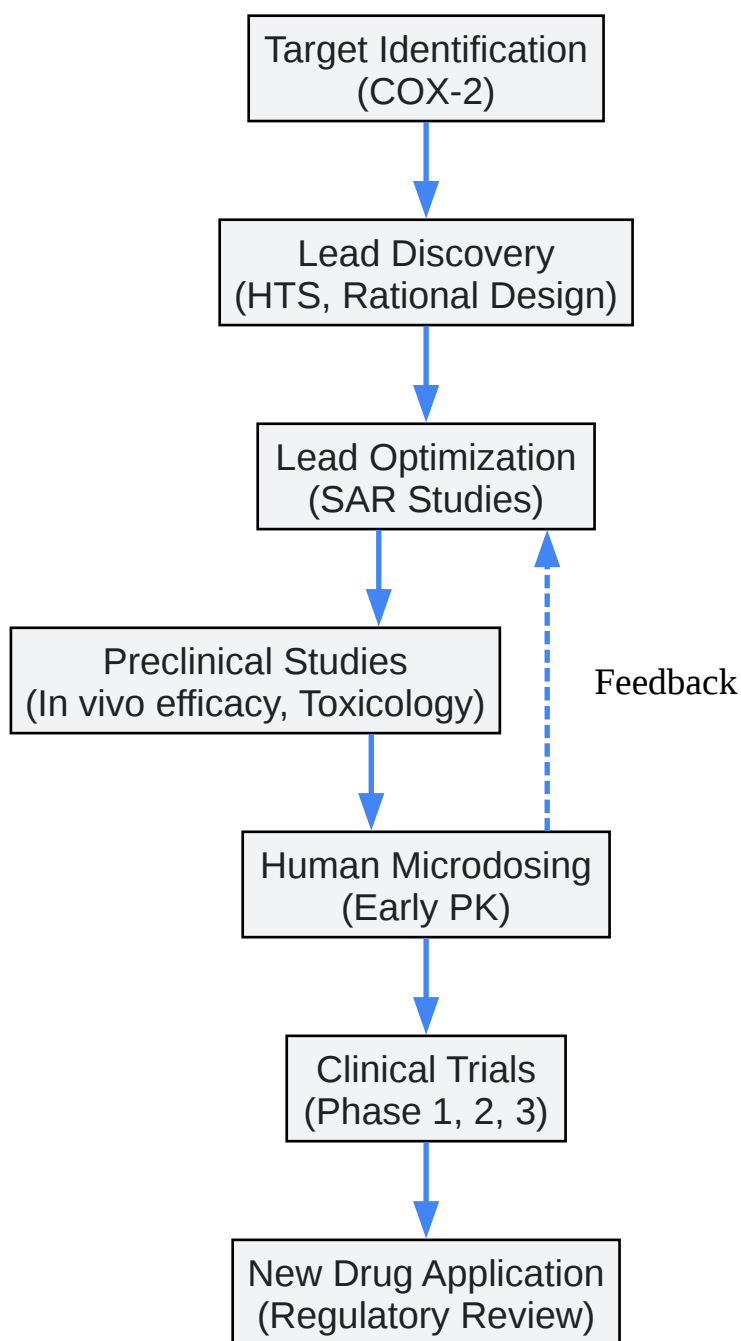 Target Identification
(COX-2)
Lead Discovery
(HTS, Rational Design)
Lead Optimization
(SAR Studies)
Preclinical Studies
(In vivo efficacy, Toxicology)
Feedback
Human Microdosing
(Early PK)
Clinical Trials
(Phase 1, 2, 3)
New Drug Application
(Regulatory Review)